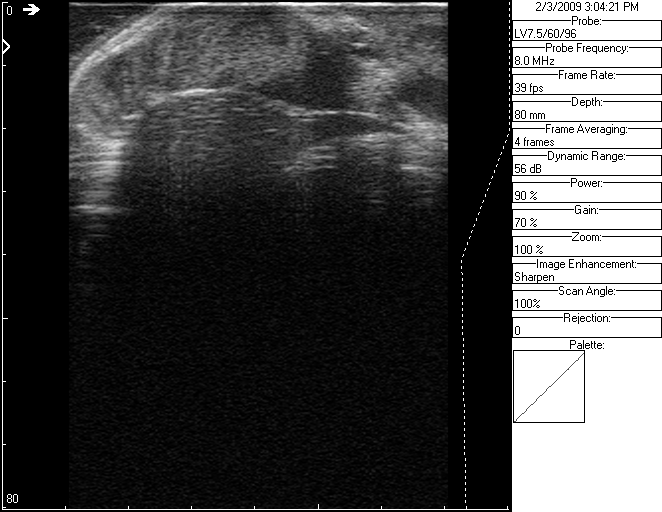 0
80
2/3/2009 3:04:21 PM
Probe:
LV7.5/60/96
Probe Frequency:
8.0 MHz
Frame Rate:
39 fps
Depth:
80 mm
Frame Averaging:
4 frames
Dynamic Range:
56 dB
Power:
90 %
Gain:
70 %
Zoom:
100 %
Image Enhancement:
Sharpen
Scan Angle:
100%
Rejection:
0
Palette: